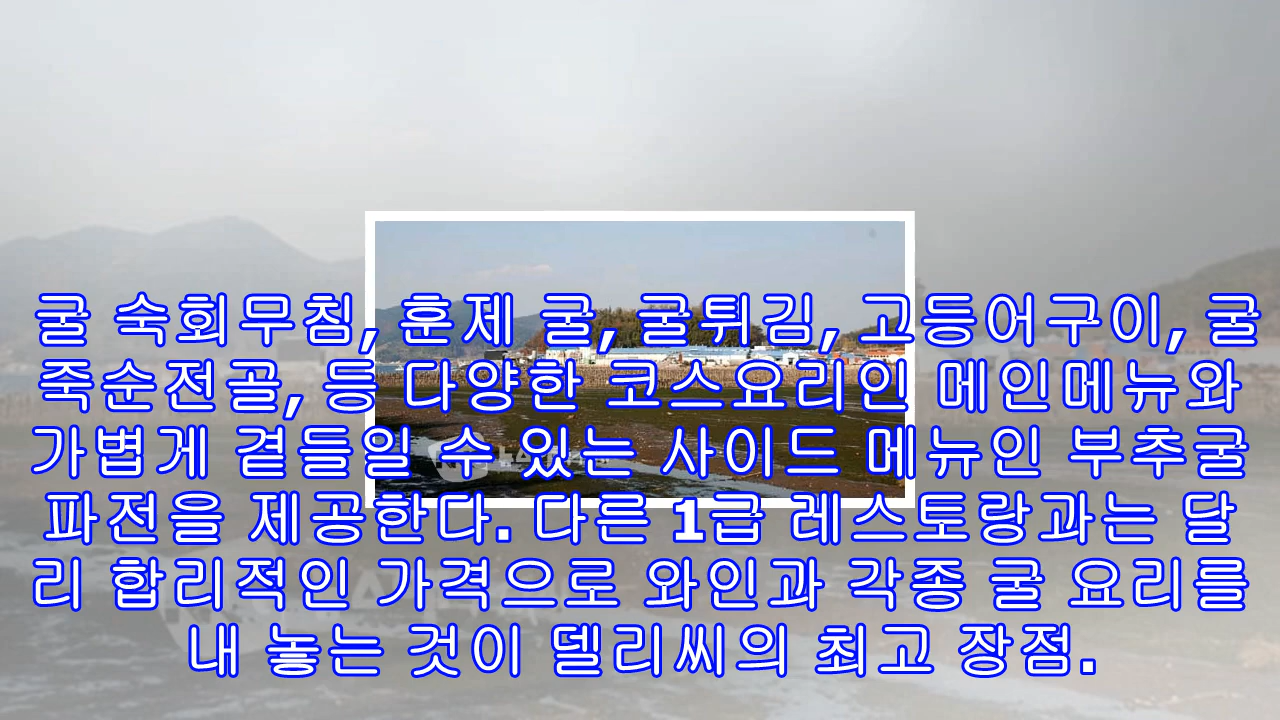 굴 숙회무침, 훈제 굴, 굴튀김, 고등어구이, 굴
죽순전골, 등 다양한 코스요리인 메인메뉴와
가볍게 곁들일 수 있는 사이드 메뉴인 부추굴
파전을 제공한다. 다른 1급 레스토랑과는 달
리 합리적인 가격으로 와인과 각종 굴 요리를
내 놓는 것이 델리씨의 최고 장점.